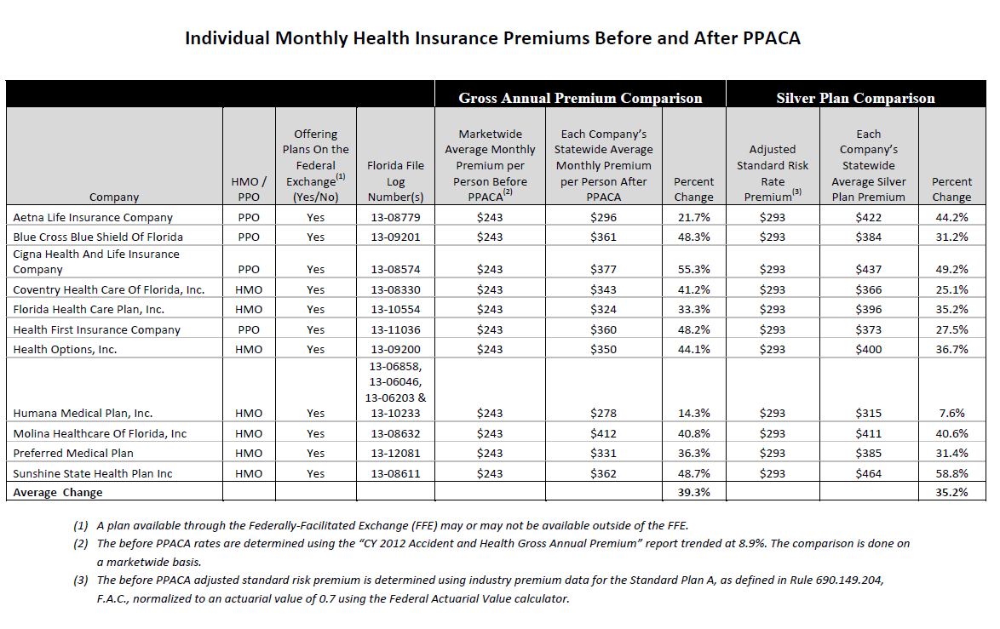 Individual Monthly Health Insurance Premiums Before and After PPACA
Gross Annual Premium Comparison Silver Plan Comparison
Company HMO / PPO Offering Plans On the Federal Exchange(1) (Yes/No) Florida File Log Number(s) Marketwide Average Monthly Premium per Person Before PPACA(2) Each Company's Statewide Average Monthly Premium per Person After PPACA Percent Change Adjusted Standard Risk Rate Premium(3) Each Company's Statewide Average Silver Plan Premium Percent Change
Aetna Life Insurance Company PPO Yes 13-08779 $243 $296 21.7% $293 $422 44.2%
Blue Cross Blue Shield Of Florida PPO Yes 13-09201 $243 $361 48.3% $293 $384 31.2%
Cigna Health And Life Insurance
Company PPO Yes 13-08574 $243 $377 55.3% $293 $437 49.2%
Coventry Health Care Of Florida, Inc. HMO Yes 13-08330 $243 $343 41.2% $293 $366 25.1%
Florida Health Care Plan, Inc. HMO Yes 13-10554 $243 $324 33.3% $293 $396 35.2%
Health First Insurance Company PPO Yes 13-11036 $243 $360 48.2% $293 $373 27.5%
Health Options, Inc. HMO Yes 13-09200 $243 $350 44.1% $293 $400 36.7%
13-06858,
13-06046,
13-06203 &
Humana Medical Plan, Inc. HMO Yes 13-10233 $243 $278 14.3% $293 $315 7.6%
Molina Healthcare Of Florida, Inc HMO Yes 13-08632 $243 $412 40.8% $293 $411 40.6%
Preferred Medical Plan HMO Yes 13-12081 $243 $331 36.3% $293 $385 31.4%
Sunshine State Health Plan Inc HMO Yes 13-08611 $243 $362 48.7% $293 $464 58.8%
Average Change 39.3% 35.2%
(1) A plan available through the Federally-Facilitated Exchange (FFE) may or may not be available outside of the FFE.
(2) The before PPACA rates are determined using the “CY 2012 Accident and Health Gross Annual Premium” report trended at 8.9%. The comparison is done on
a marketwide basis.
(3) The before PPACA adjusted standard risk premium is determined using industry premium data for the Standard Plan A, as defined in Rule 690.149.204,
F.A.C., normalized to an actuarial value of 0.7 using the Federal Actuarial Value calculator.